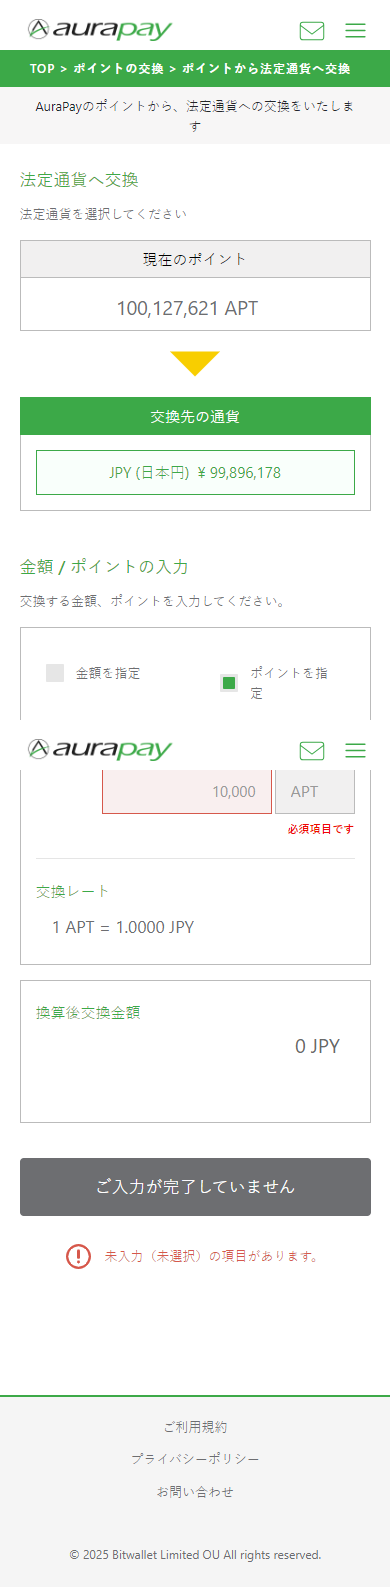 aurapay
TOP > ポイントの交換 > ポイントから法定通貨へ交換
AuraPayのポイントから、法定通貨への交換をいたしま
す
法定通貨へ交換
法定通貨を選択してください
現在のポイント
100,127,621 APT
交換先の通貨
JPY (日本円) ¥ 99,896,178
金額 / ポイントの入力
交換する金額、ポイントを入力してください。
金額を指定
ポイントを指
定
aurapay
10,000 APT
必須項目です
交換レート
1 APT = 1.0000 JPY
換算後交換金額
0 JPY
ご入力が完了していません
未入力（未選択）の項目があります。
ご利用規約
プライバシーポリシー
お問い合わせ
© 2025 Bitwallet Limited OU All rights reserved.